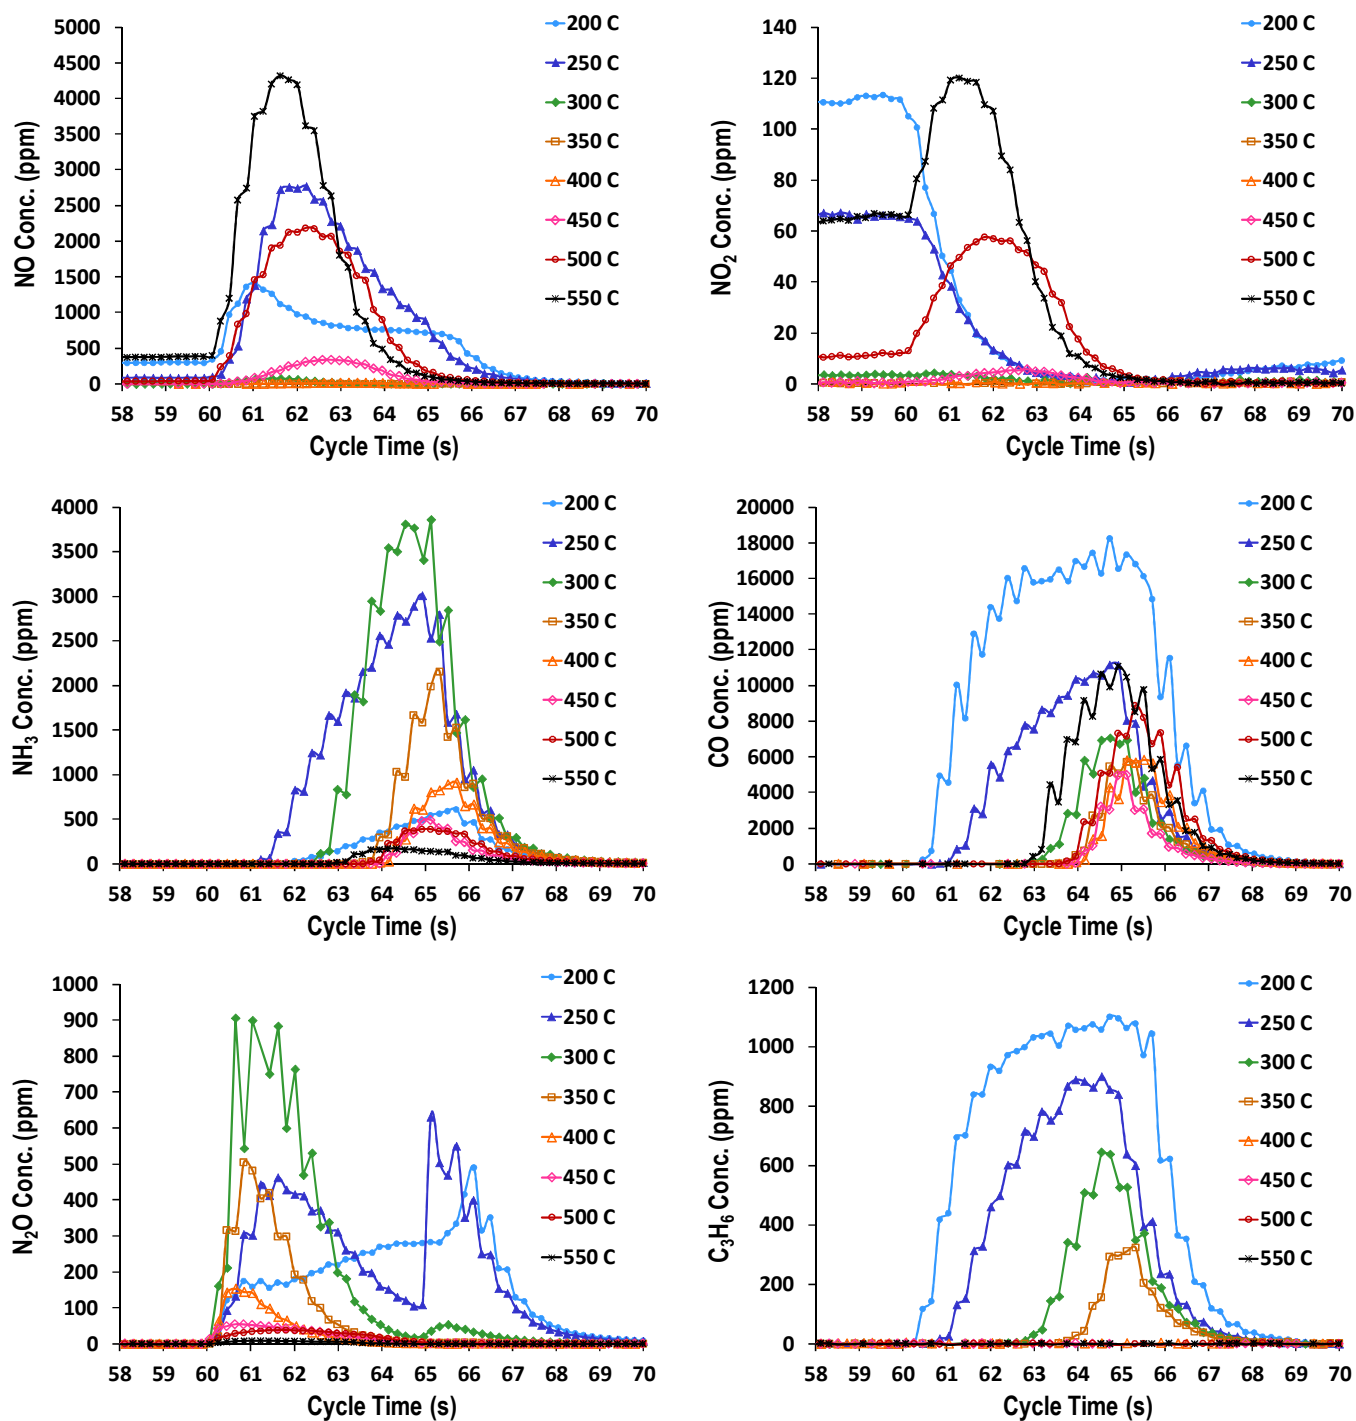 5000
4500
4000
3500
3000
2500
2000
1500
1000
500
0
NO Conc. (ppm)
58 59 60 61 62 63 64 65 66 67 68 69 70
Cycle Time (s)
200 C
250 C
300 C
350 C
400 C
450 C
500 C
550 C
140
120
100
80
60
40
20
0
NO2 Conc. (ppm)
58 59 60 61 62 63 64 65 66 67 68 69 70
Cycle Time (s)
200 C
250 C
300 C
350 C
400 C
450 C
500 C
550 C
4000
3500
3000
2500
2000
1500
1000
500
0
NH3 Conc. (ppm)
58 59 60 61 62 63 64 65 66 67 68 69 70
Cycle Time (s)
200 C
250 C
300 C
350 C
400 C
450 C
500 C
550 C
20000
18000
16000
14000
12000
10000
8000
6000
4000
2000
0
CO Conc. (ppm)
58 59 60 61 62 63 64 65 66 67 68 69 70
Cycle Time (s)
200 C
250 C
300 C
350 C
400 C
450 C
500 C
550 C
1000
900
800
700
600
500
400
300
200
100
0
N2O Conc. (ppm)
58 59 60 61 62 63 64 65 66 67 68 69 70
Cycle Time (s)
200 C
250 C
300 C
350 C
400 C
450 C
500 C
550 C
1200
1000
800
600
400
200
0
C3H6 Conc. (ppm)
58 59 60 61 62 63 64 65 66 67 68 69 70
Cycle Time (s)
200 C
250 C
300 C
350 C
400 C
450 C
500 C
550 C